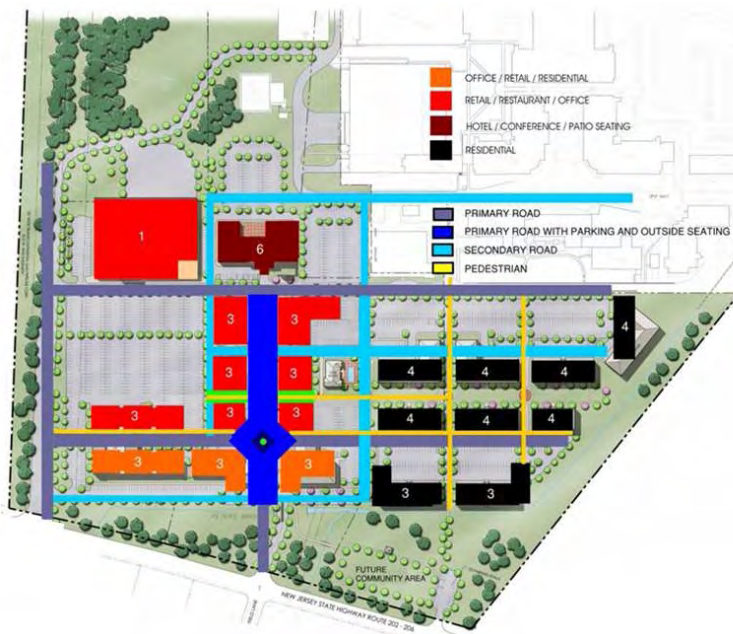 OFFICE / RETAIL / RESIDENTIAL
RETAIL / RESTAURANT / OFFICE
HOTEL / CONFERENCE / PATIO SEATING
RESIDENTIAL
PRIMARY ROAD
PRIMARY ROAD WITH PARKING AND OUTSIDE SEATING
SECONDARY ROAD
PEDESTRIAN
1
6
3
3
4
3
3
4
4
4
3
3
3
4
4
4
3
3
3
3
3
FUTURE
COMMUNITY AREA
NEW JERSEY STATE HIGHWAY ROUTE 202 - 206